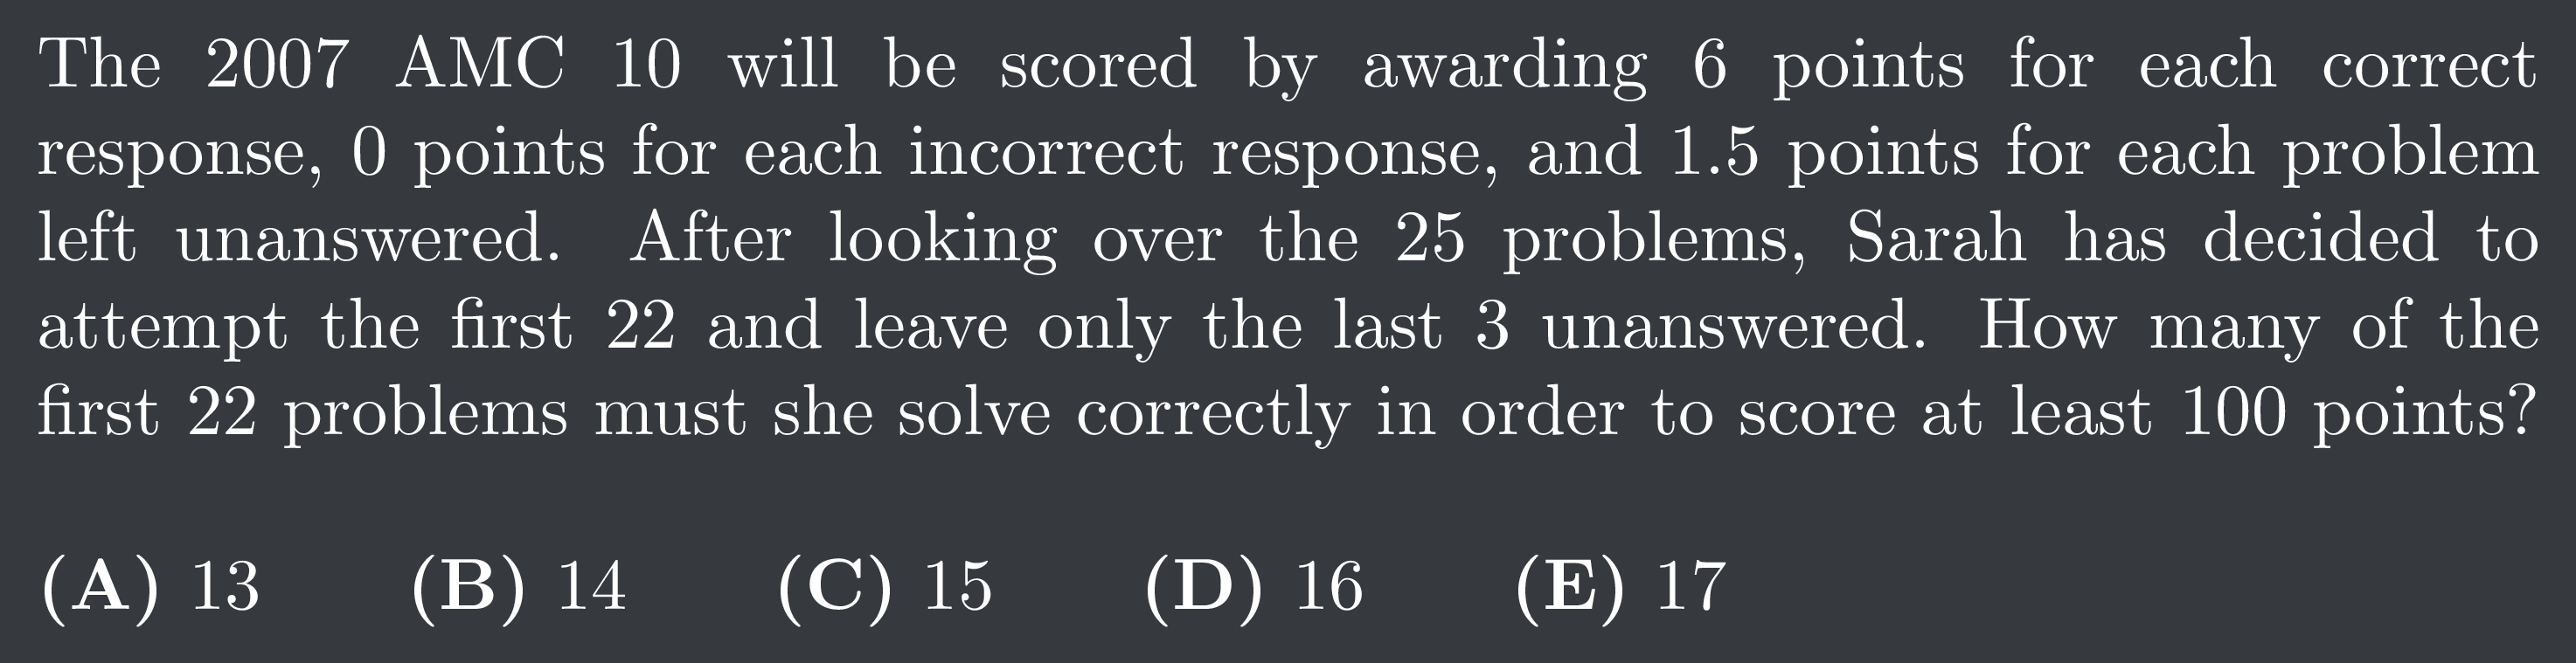 The 2007 AMC 10 will be scored by awarding 6 points for each correct
response, 0 points for each incorrect response, and 1.5 points for each problem
left unanswered. After looking over the 25 problems, Sarah has decided to
attempt the first 22 and leave only the last 3 unanswered. How many of the
first 22 problems must she solve correctly in order to score at least 100 points?
(A) 13 (B) 14 (C) 15 (D) 16 (E) 17